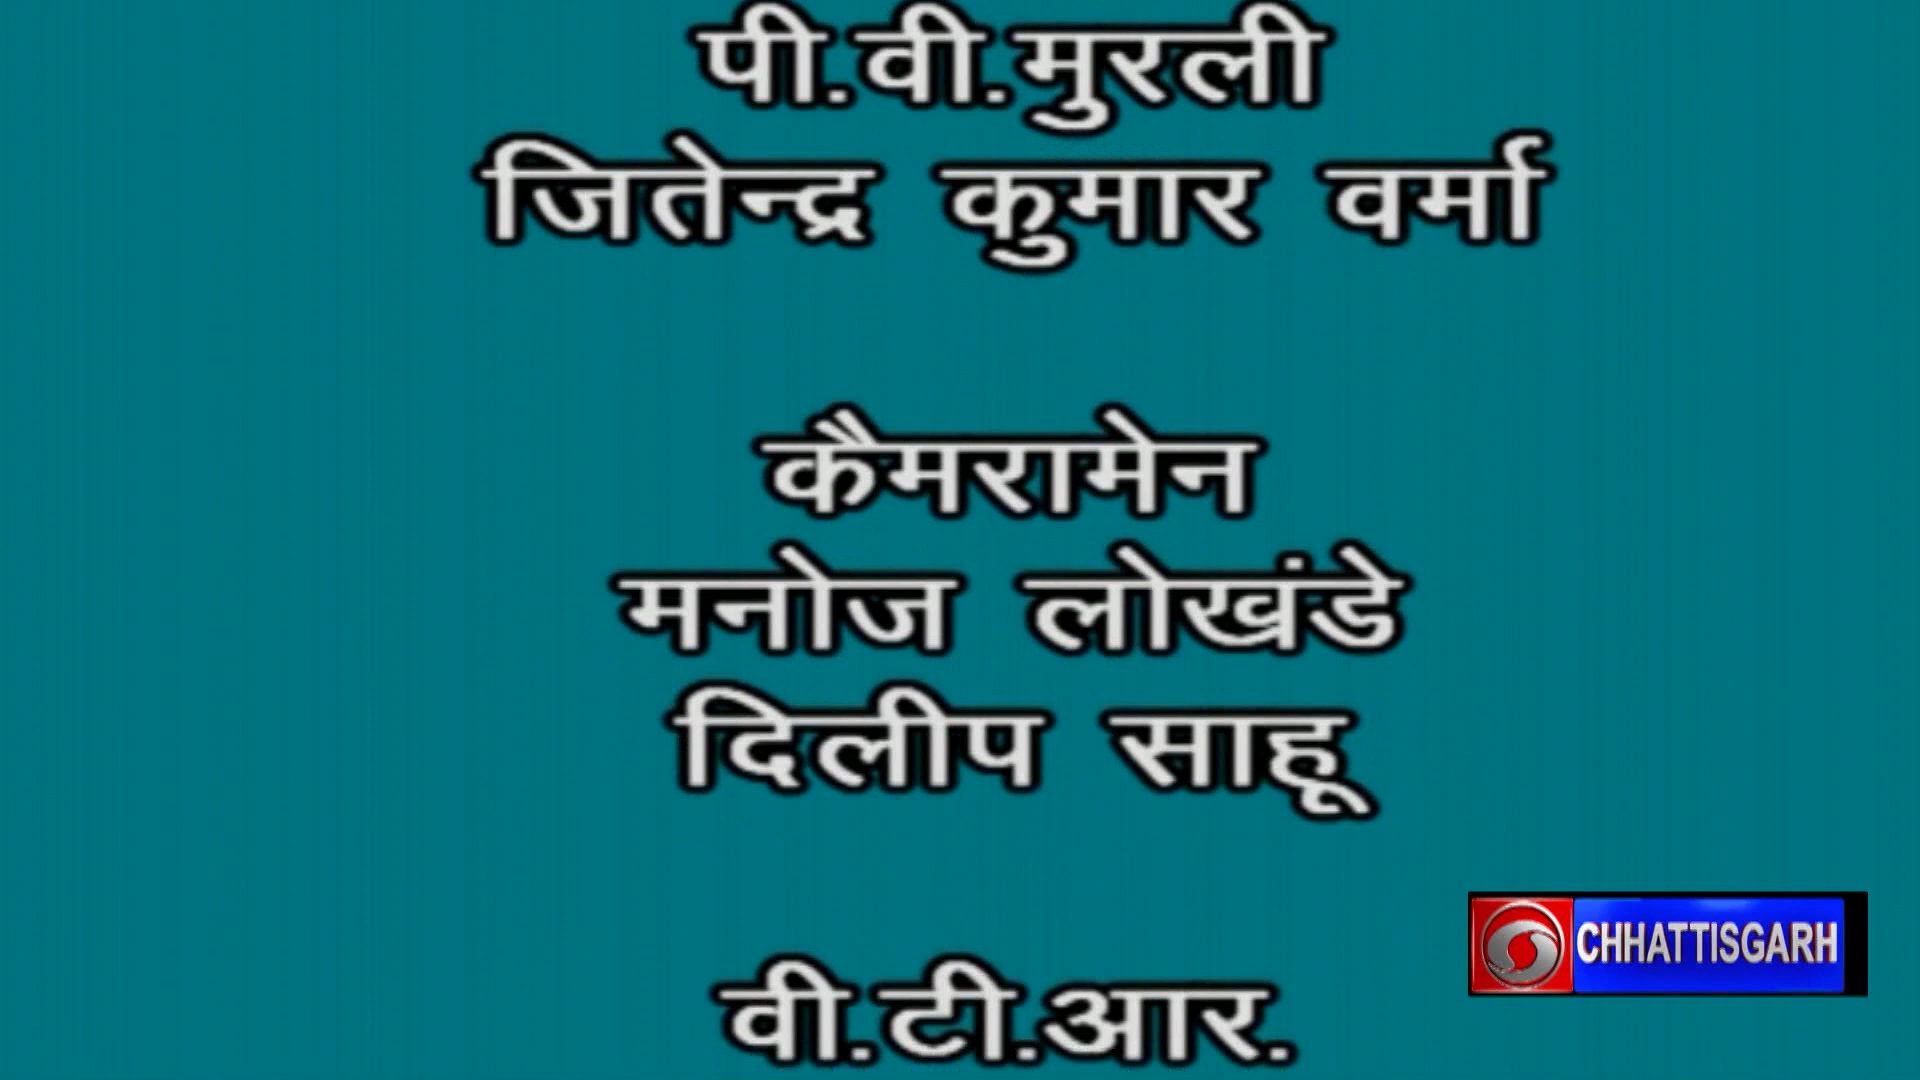 पी.वी.मुरली
जितेन्द्र कुमार वर्मा
कैमरामेन
मनोज लोखंडे
दिलीप साहू
CHHATTISGARH
वी.टी.आर.